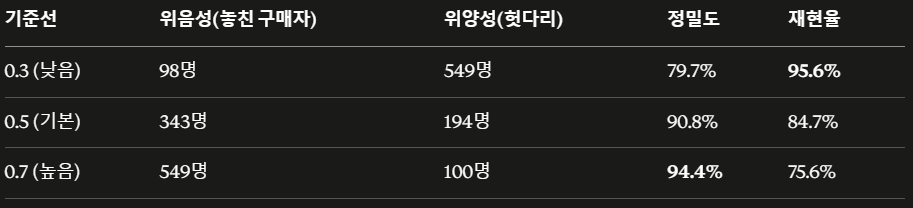 기준선 위음성(놓친 구매자) 위양성(헛다리) 정밀도 재현율
0.3 (낮음) 98명 549명 79.7% 95.6%
0.5 (기본) 343명 194명 90.8% 84.7%
0.7 (높음) 549명 100명 94.4% 75.6%